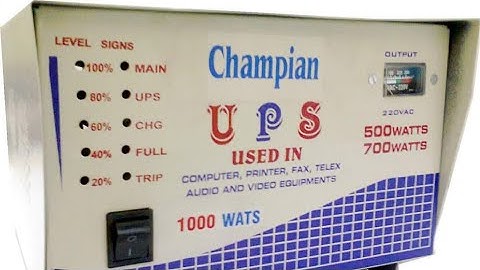 LEVEL SIGNS
100% MAIN
80% UPS
60% CHG
40% FULL
20% TRIP
Champian
UPS
USED IN
COMPUTER, PRINTER, FAX, TELEX
AUDIO AND VIDEO EQUIPMENTS
1000 WATS
OUTPUT
220VAC
500WATTS
700WATTS